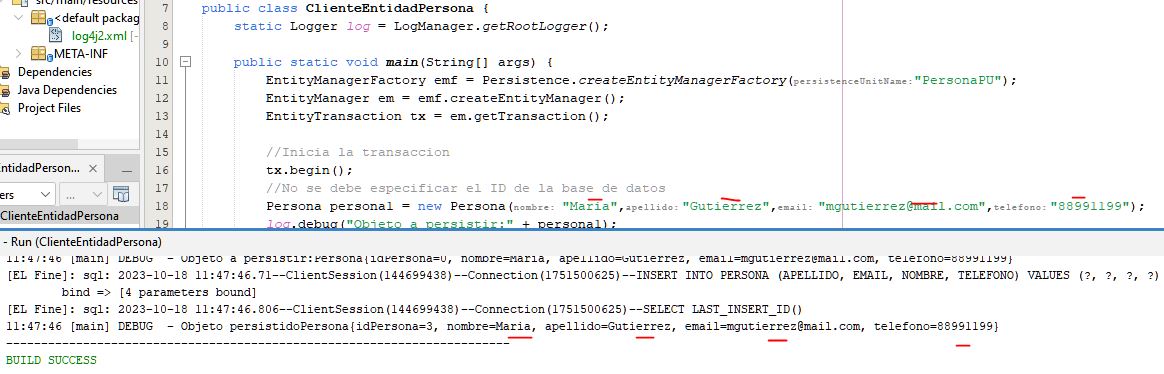 src/main/resources
<default packag
log4j2.xml [-
META-INF
Dependencies
Java Dependencies
Project Files
EntidadPerson...
ers
...
ClienteEntidadPersona
7 public class ClienteEntidadPersona {
8 static Logger log = LogManager.getRootLogger();
9
10 public static void main(String[] args) {
11 EntityManagerFactory emf = Persistence.createEntityManagerFactory(persistenceUnitName:"PersonaPU");
12 EntityManager em = emf.createEntityManager();
13 EntityTransaction tx = em.getTransaction();
14
15 //Inicia la transaccion
16 tx.begin();
17 //No se debe especificar el ID de la base de datos
18 Persona personal = new Persona(nombre: "Maria",apellido:"Gutierrez",email: "mgutierrez@mail.com",telefono:"88991199");
19 log.debug("Objeto a persistir:" + personal);
- Run (ClienteEntidadPersona)
11:47:46 [main] DEBUG - Objeto a persistir:Persona{idPersona=0, nombre=Maria, apellido=Gutierrez, email=mgutierrez@mail.com, telefono=88991199}
[EL Fine]: sql: 2023-10-18 11:47:46.71--ClientSession(144699438)--Connection(1751500625)--INSERT INTO PERSONA (APELLIDO, EMAIL, NOMBRE, TELEFONO) VALUES (?, ?, ?, ?)
bind => [4 parameters bound]
[EL Fine]: sql: 2023-10-18 11:47:46.806--ClientSession(144699438)--Connection(1751500625)--SELECT LAST_INSERT_ID()
11:47:46 [main] DEBUG - Objeto persistidoPersona{idPersona=3, nombre=Maria, apellido=Gutierrez, email=mgutierrez@mail.com, telefono=88991199}
------------------------------------------------------------------------
BUILD SUCCESS